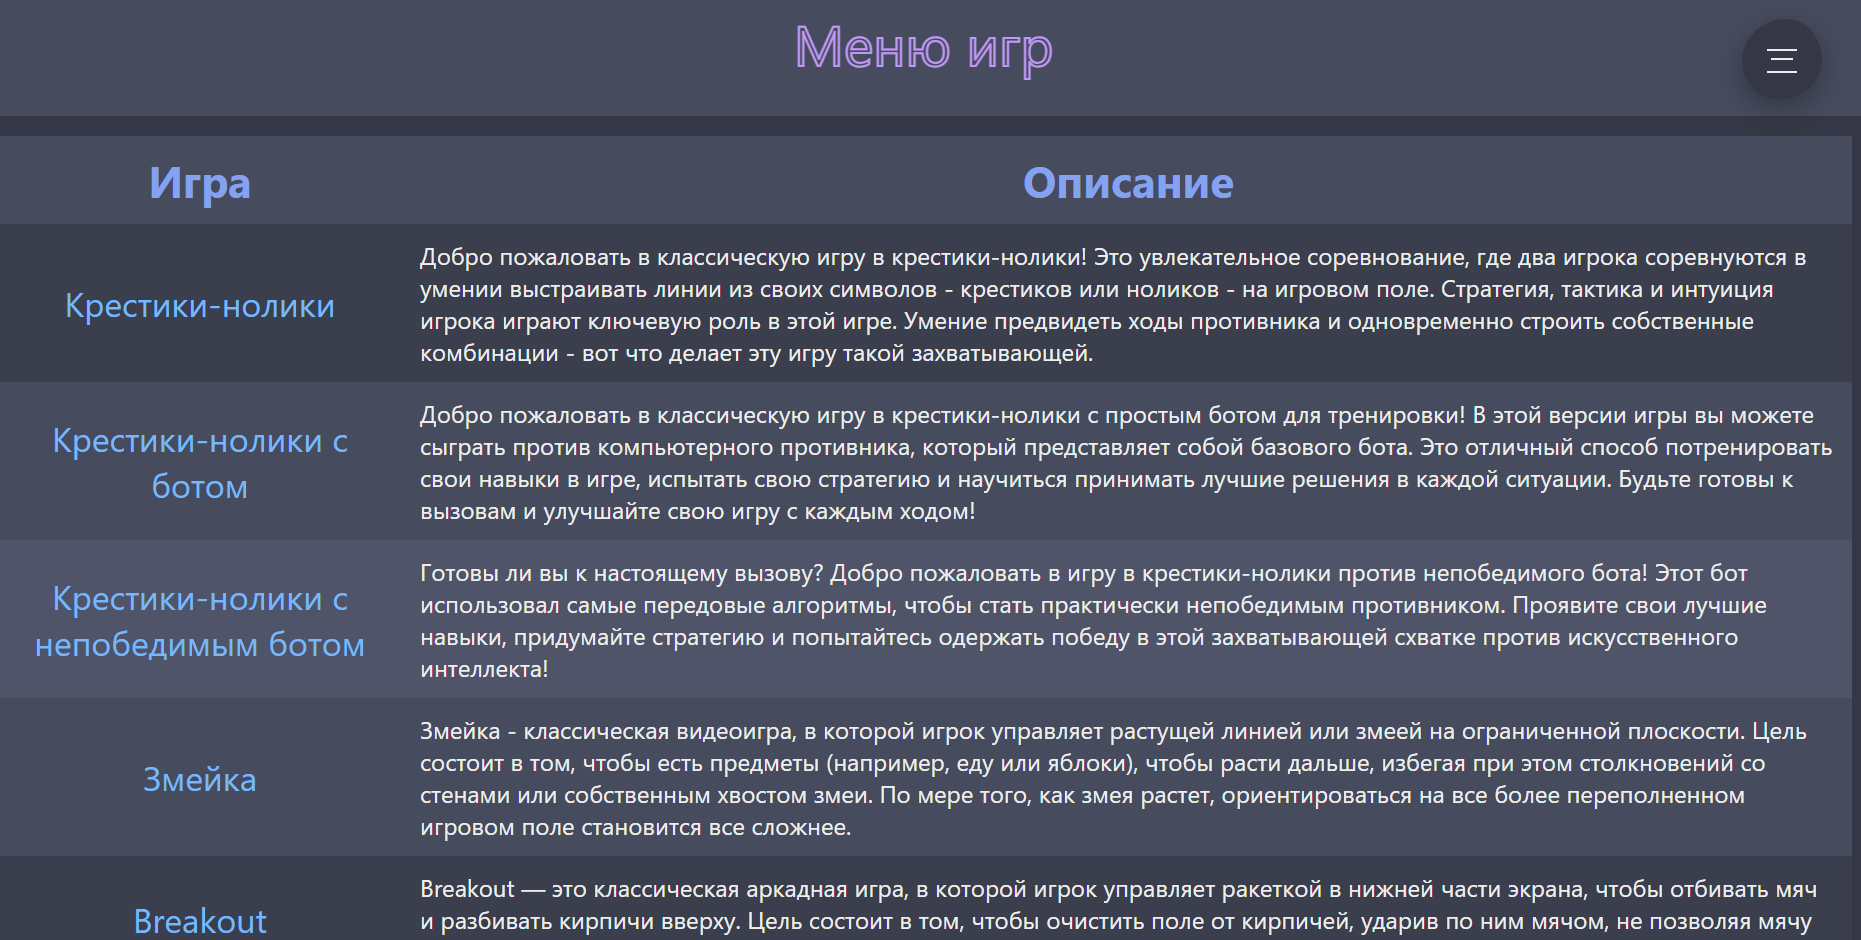 Меню игр
Игра
Описание
Крестики-нолики
Добро пожаловать в классическую игру в крестики-нолики! Это увлекательное соревнование, где два игрока соревнуются в
умении выстраивать линии из своих символов - крестиков или ноликов - на игровом поле. Стратегия, тактика и интуиция
игрока играют ключевую роль в этой игре. Умение предвидеть ходы противника и одновременно строить собственные
комбинации - вот что делает эту игру такой захватывающей.
Крестики-нолики с
ботом
Добро пожаловать в классическую игру в крестики-нолики с простым ботом для тренировки! В этой версии игры вы можете
сыграть против компьютерного противника, который представляет собой базового бота. Это отличный способ потренировать
свои навыки в игре, испытать свою стратегию и научиться принимать лучшие решения в каждой ситуации. Будьте готовы к
вызовам и улучшайте свою игру с каждым ходом!
Крестики-нолики с
непобедимым ботом
Готовы ли вы к настоящему вызову? Добро пожаловать в игру в крестики-нолики против непобедимого бота! Этот бот
использовал самые передовые алгоритмы, чтобы стать практически непобедимым противником. Проявите свои лучшие
навыки, придумайте стратегию и попытайтесь одержать победу в этой захватывающей схватке против искусственного
интеллекта!
Змейка
Змейка - классическая видеоигра, в которой игрок управляет растущей линией или змеей на ограниченной плоскости. Цель
состоит в том, чтобы есть предметы (например, еду или яблоки), чтобы расти дальше, избегая при этом столкновений со
стенами или собственным хвостом змеи. По мере того, как змея растет, ориентироваться на все более переполненном
игровом поле становится все сложнее.
Breakout
Breakout — это классическая аркадная игра, в которой игрок управляет ракеткой в нижней части экрана, чтобы отбивать мяч
и разбивать кирпичи вверху. Цель состоит в том, чтобы очистить поле от кирпичей, ударив по ним мячом, не позволяя мячу